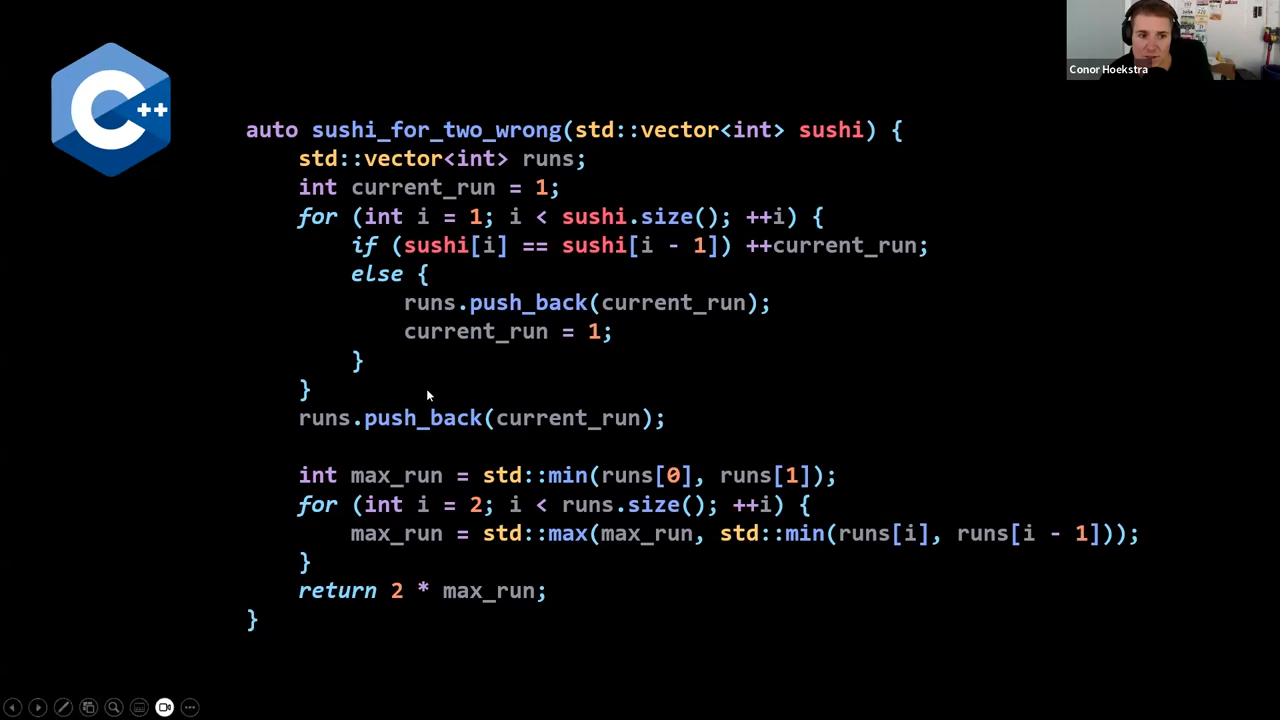 Conor Hoekstra
C++
auto sushi_for_two_wrong(std::vector<int> sushi) {
    std::vector<int> runs;
    int current_run = 1;
    for (int i = 1; i < sushi.size(); ++i) {
        if (sushi[i] == sushi[i - 1]) ++current_run;
        else {
            runs.push_back(current_run);
            current_run = 1;
        }
    }
    runs.push_back(current_run);
    int max_run = std::min(runs[0], runs[1]);
    for (int i = 2; i < runs.size(); ++i) {
        max_run = std::max(max_run, std::min(runs[i], runs[i - 1]));
    }
    return 2 * max_run;
}